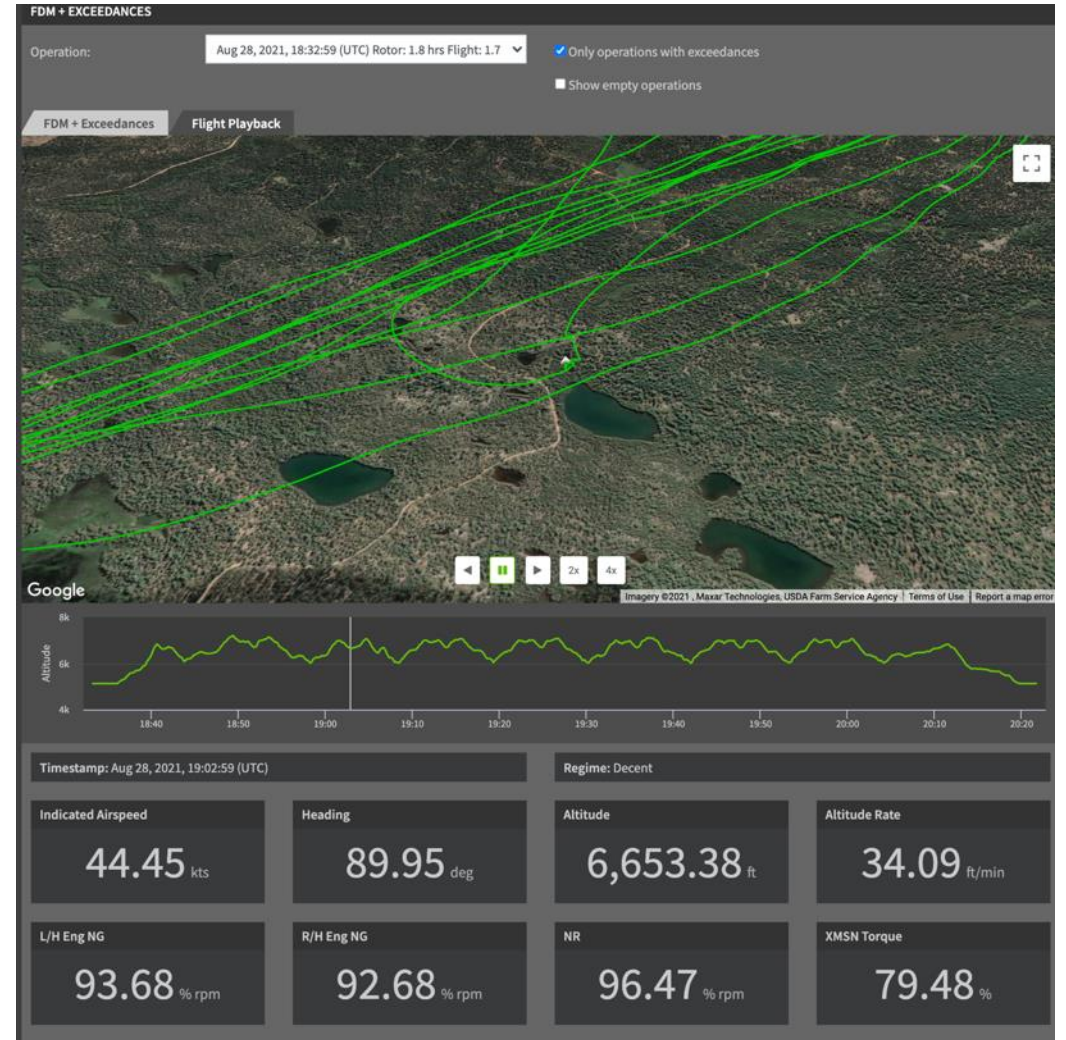 FDM + EXCEEDANCES
Operation: Aug 28, 2021, 18:32:59 (UTC) Rotor: 1.8 hrs Flight: 1.7 Only operations with exceedances
Show empty operations
FDM + Exceedances Flight Playback
2x 4x
Google
Imagery ©2021 , Maxar Technologies, USDA Farm Service Agency Terms of Use Report a map error
8k
Altitude
6k
4k
18:40 18:50 19:00 19:10 19:20 19:30 19:40 19:50 20:00 20:10 20:20
Timestamp: Aug 28, 2021, 19:02:59 (UTC) Regime: Decent
Indicated Airspeed Heading Altitude Altitude Rate
44.45 kts 89.95 deg 6,653.38 ft 34.09 ft/min
L/H Eng NG R/H Eng NG NR XMSN Torque
93.68 % rpm 92.68 % rpm 96.47 % rpm 79.48 %